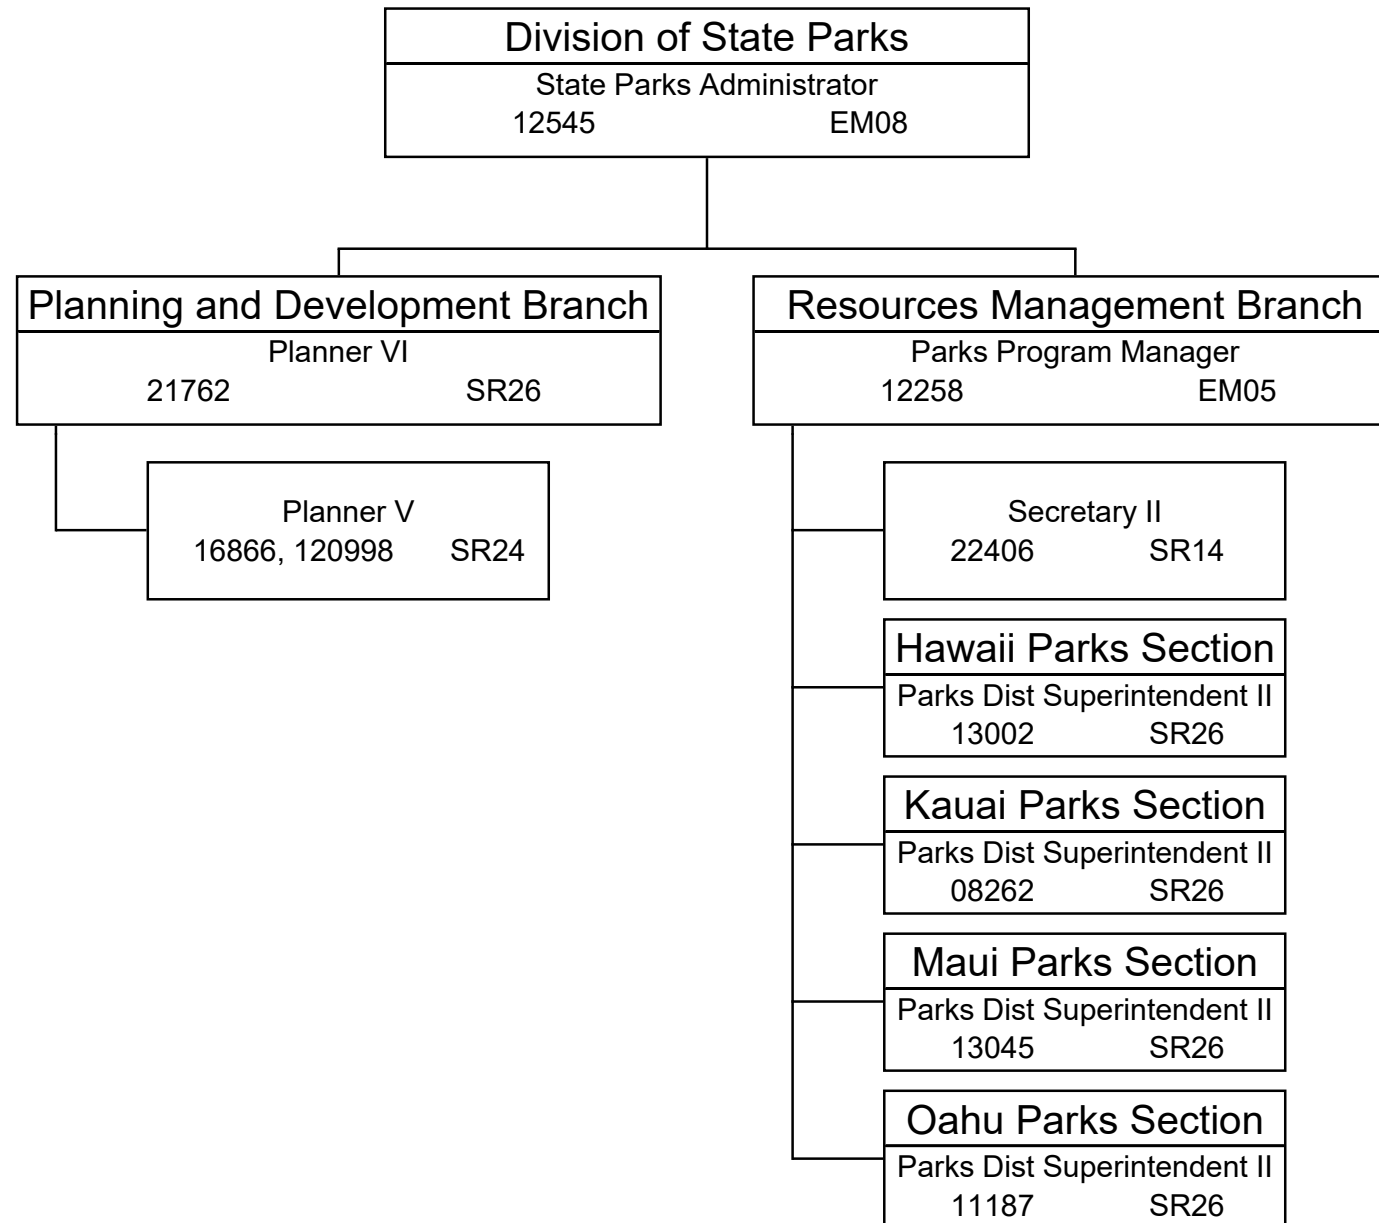 Division of State Parks
State Parks Administrator
12545 EM08
Planning and Development Branch
Planner VI
21762 SR26
Planner V
16866, 120998 SR24
Resources Management Branch
Parks Program Manager
12258 EM05
Secretary II
22406 SR14
Hawaii Parks Section
Parks Dist Superintendent II
13002 SR26
Kauai Parks Section
Parks Dist Superintendent II
08262 SR26
Maui Parks Section
Parks Dist Superintendent II
13045 SR26
Oahu Parks Section
Parks Dist Superintendent II
11187 SR26